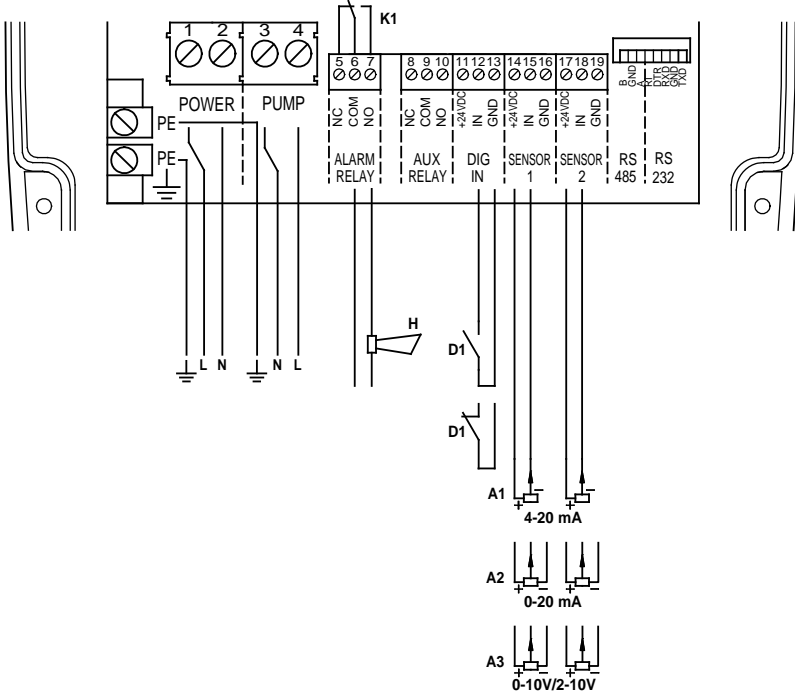 K1
1 2 3 4
5 6 7 8 9 10 11 12 13 14 15 16 17 18 19
POWER PUMP
PE
PE
NC COM NO NC COM NO +24VDC IN GND +24VDC IN GND +24VDC IN GND
B GND A RI DTR RXD GND TXD
ALARM RELAY
AUX RELAY
DIG IN
SENSOR 1
SENSOR 2
RS 485
RS 232
L N N L
H
D1
D1
A1
+ − + −
4-20 mA
A2
+ − + −
0-20 mA
A3
+ − + −
0-10V/2-10V